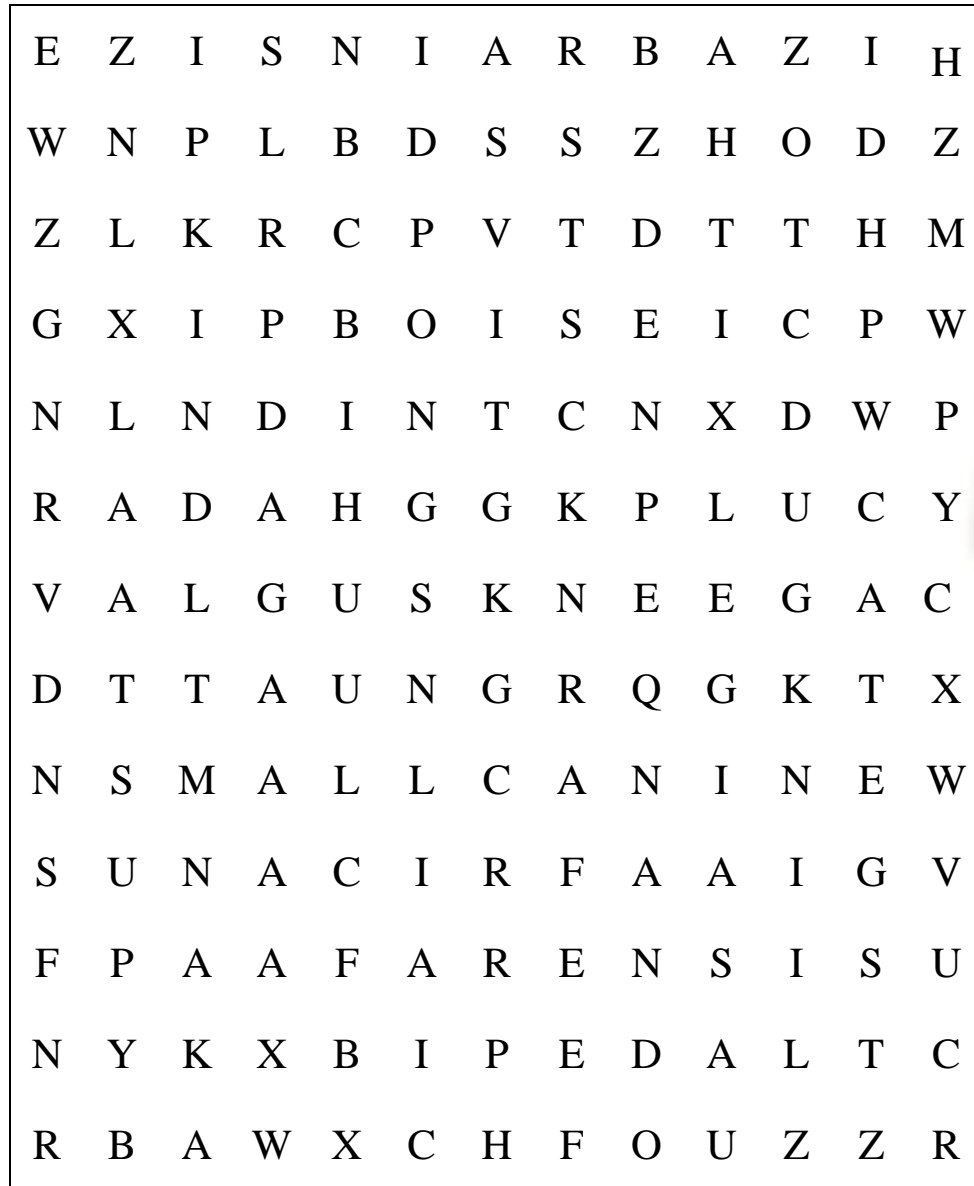 E Z I S N I A R B A Z I H
W N P L B D S S Z H O D Z
Z L K R C P V T D T T H M
G X I P B O I S E I C P W
N L N D I N T C N X D W P
R A D A H G G K P L U C Y
V A L G U S K N E E G A C
D T T A U N G R Q G K T X
N S M A L L C A N I N E W
S U N A C I R F A A I G V
F P A A F A R E N S I S U
N Y K X B I P E D A L T C
R B A W X C H F O U Z Z R